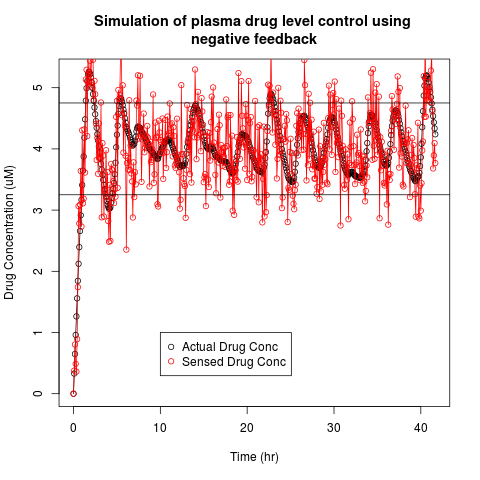 Simulation of plasma drug level control using
negative feedback
Drug Concentration (uM)
5
4
3
2
1
0
Actual Drug Conc
Sensed Drug Conc
0 10 20 30 40
Time (hr)